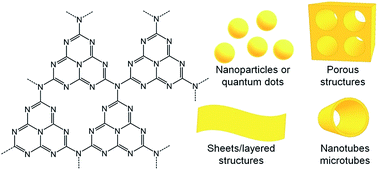 N N
N N N N
N N N N N N
N N N N
N N N
N N N N
N N N N N N
N N N N
N N N
Nanoparticles or
quantum dots
Porous
structures
Sheets/layered
structures
Nanotubes
microtubes